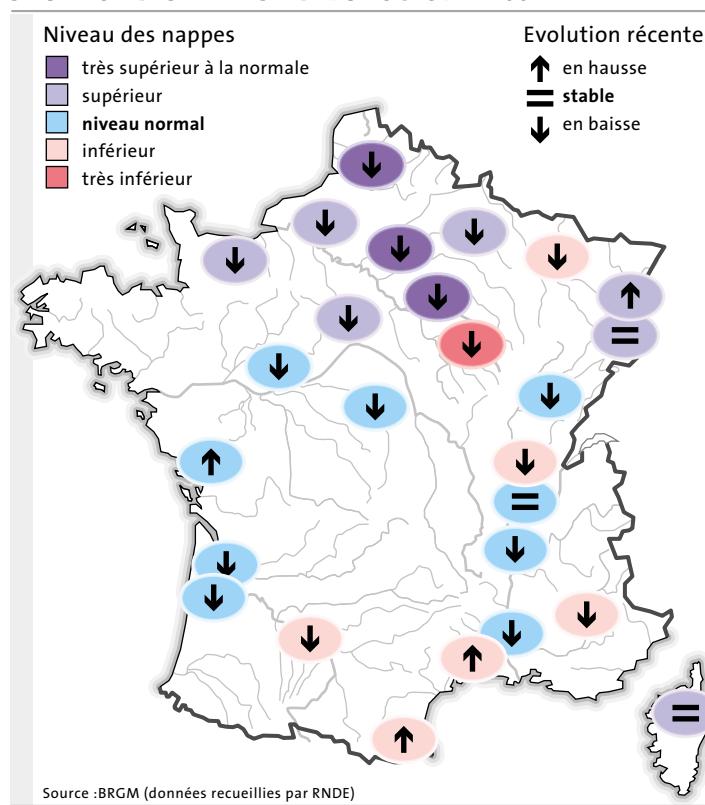 Niveau des nappes
très supérieur à la normale
supérieur
niveau normal
inférieur
très inférieur
Evolution récente
en hausse
stable
en baisse
Source :BRGM (données recueillies par RNDE)